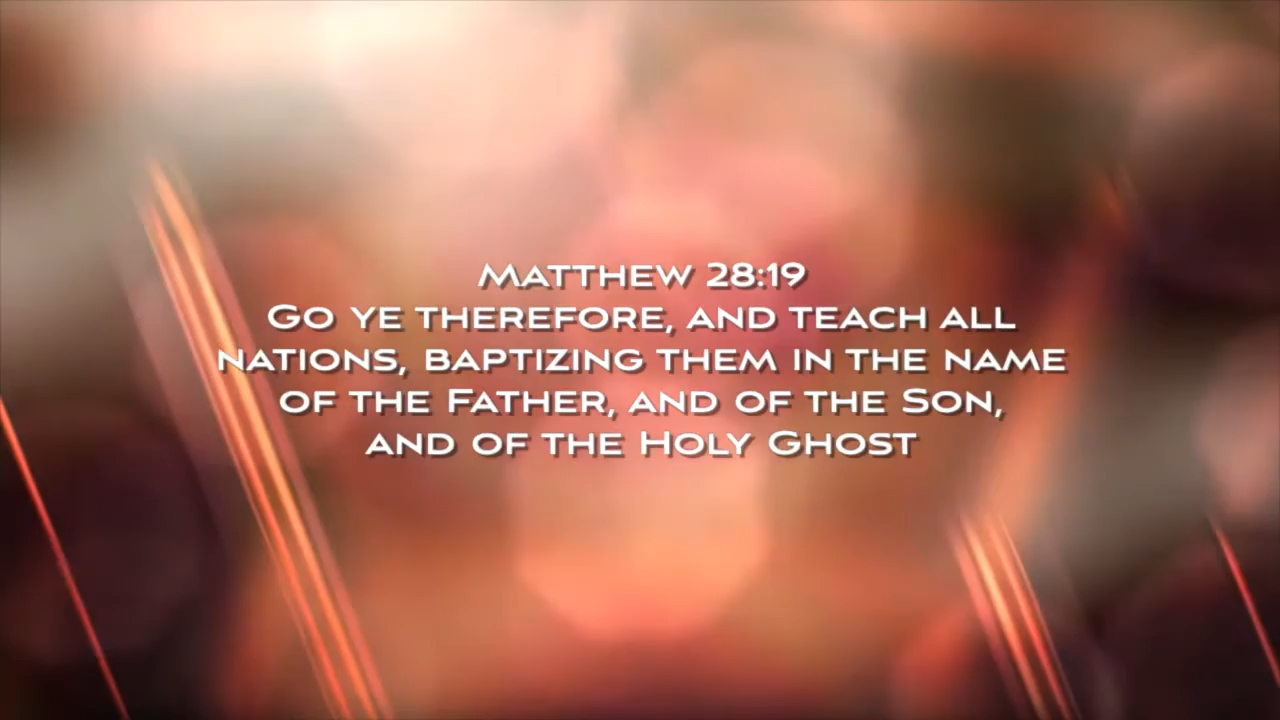 Matthew 28:19
Go ye therefore, and teach all
nations, baptizing them in the name
of the Father, and of the Son,
and of the Holy Ghost